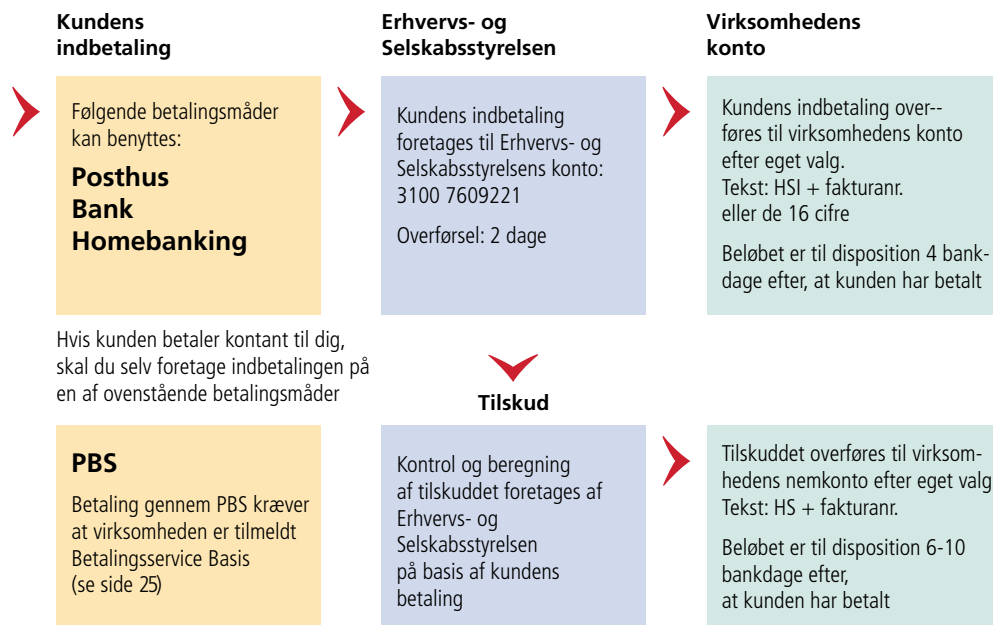 Kundens
indbetaling
Følgende betalingsmåder
kan benyttes:
Posthus
Bank
Homebanking
Hvis kunden betaler kontant til dig,
skal du selv foretage indbetalingen på
en af ovenstående betalingsmåder
PBS
Betaling gennem PBS kræver
at virksomheden er tilmeldt
Betalingsservice Basis
(se side 25)
Erhvervs- og
Selskabsstyrelsen
Kundens indbetaling
foretages til Erhvervs- og
Selskabsstyrelsens konto:
3100 7609221
Overførsel: 2 dage
Tilskud
Kontrol og beregning
af tilskuddet foretages af
Erhvervs- og
Selskabsstyrelsen
på basis af kundens
betaling
Virksomhedens
konto
Kundens indbetaling over--
føres til virksomhedens konto
efter eget valg.
Tekst: HSI + fakturanr.
eller de 16 cifre
Beløbet er til disposition 4 bank-
dage efter, at kunden har betalt
Tilskuddet overføres til virksom-
hedens nemkonto efter eget valg
Tekst: HS + fakturanr.
Beløbet er til disposition 6-10
bankdage efter,
at kunden har betalt